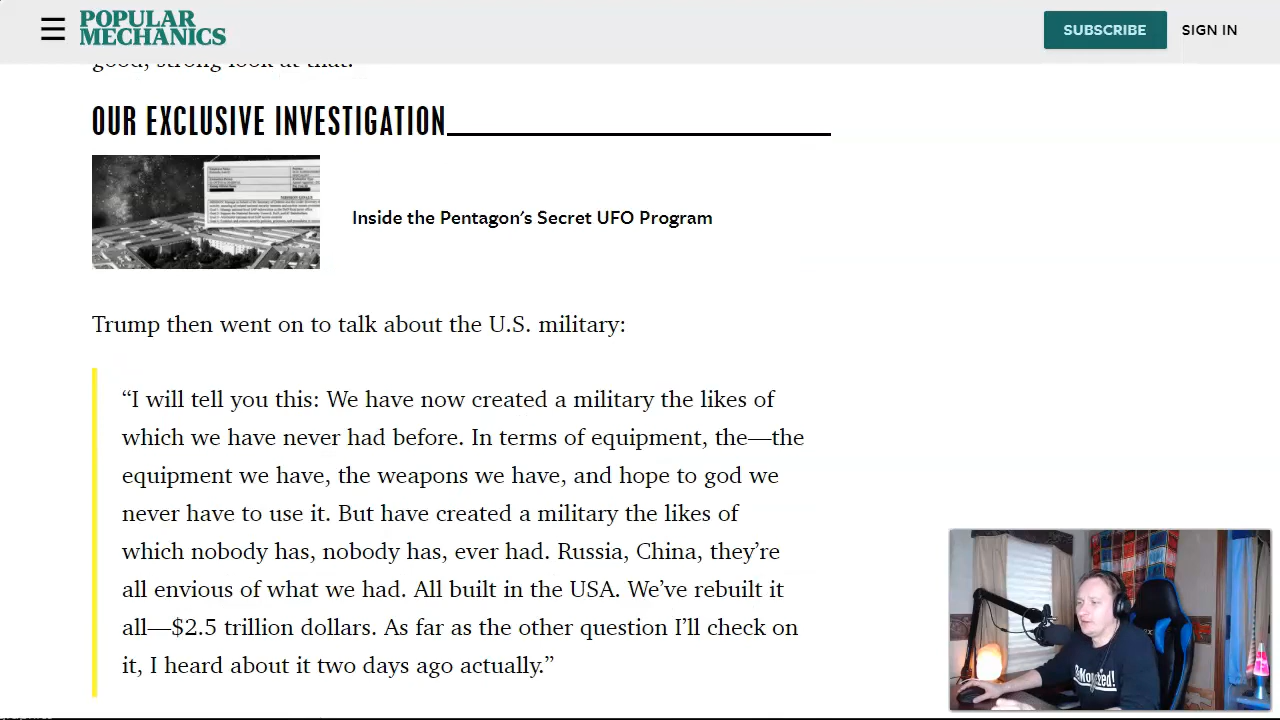 POPULAR
MECHANICS
SUBSCRIBE
SIGN IN
good, strong look at that.
OUR EXCLUSIVE INVESTIGATION
Inside the Pentagon’s Secret UFO Program
Trump then went on to talk about the U.S. military:
“I will tell you this: We have now created a military the likes of
which we have never had before. In terms of equipment, the—the
equipment we have, the weapons we have, and hope to god we
never have to use it. But have created a military the likes of
which nobody has, nobody has, ever had. Russia, China, they’re
all envious of what we had. All built in the USA. We’ve rebuilt it
all—$2.5 trillion dollars. As far as the other question I’ll check on
it, I heard about it two days ago actually.”